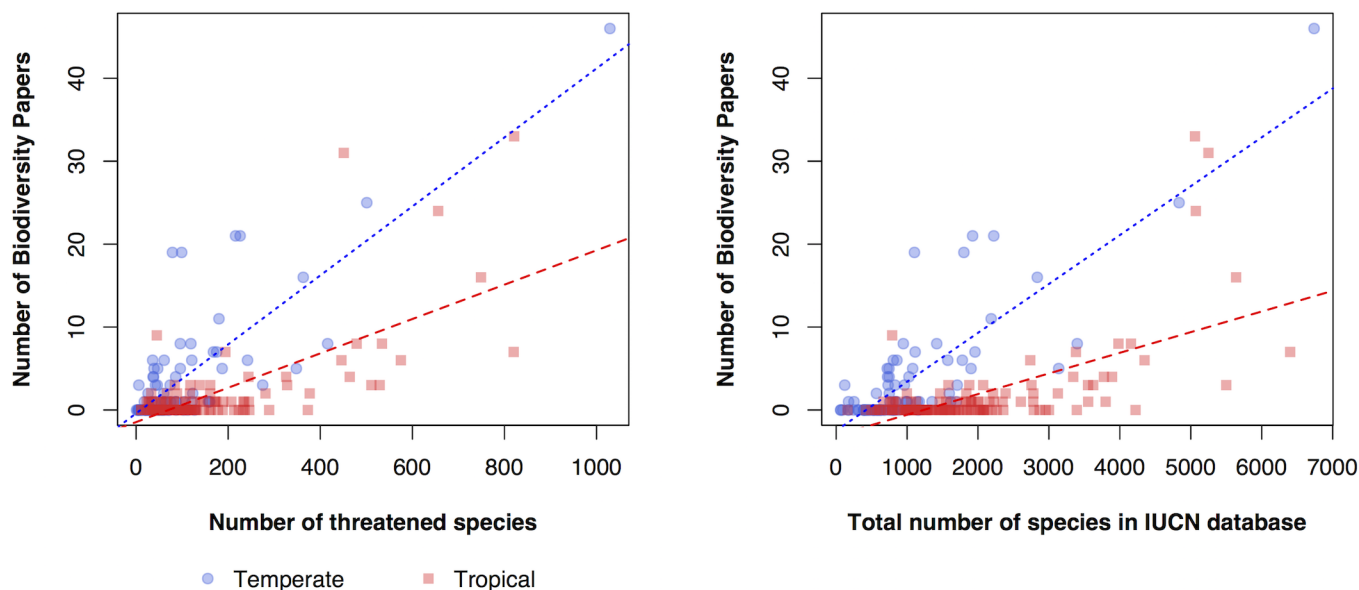 Number of Biodiversity Papers
40
30
20
10
0
0 200 400 600 800 1000
Number of threatened species
Number of Biodiversity Papers
40
30
20
10
0
0 1000 2000 3000 4000 5000 6000 7000
Total number of species in IUCN database
Temperate Tropical